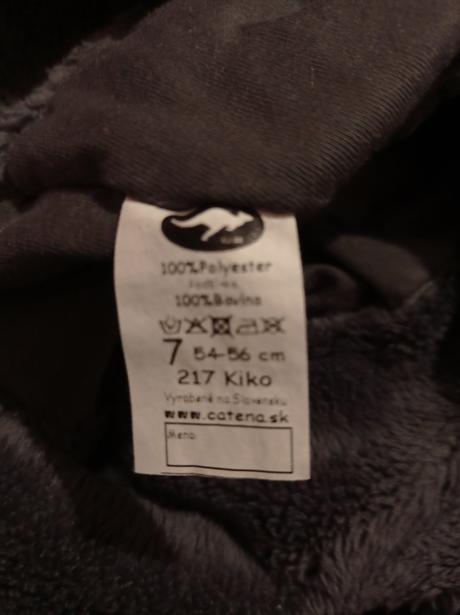 100%Polyester
100%Bavlna
7 54-56 cm
217 Kiko
Vyrobené na Slovensku
www.catena.sk
Meno: